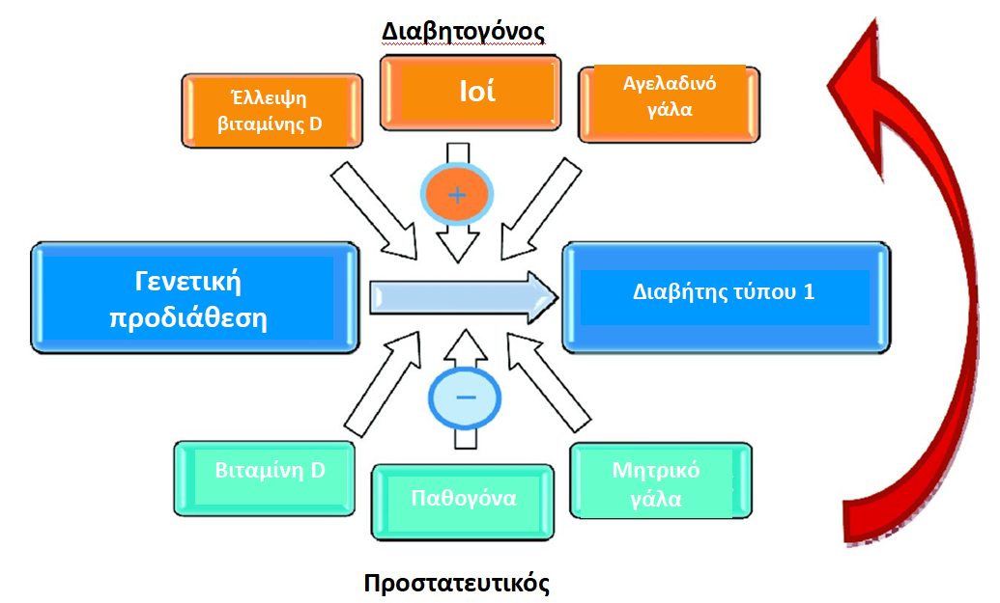 Διαβητογόνος
Έλλειψη
βιταμίνης D
Ιοί
Αγελαδινό
γάλα
+
Γενετική
προδιάθεση
Διαβήτης τύπου 1
−
Βιταμίνη D
Παθογόνα
Μητρικό
γάλα
Προστατευτικός